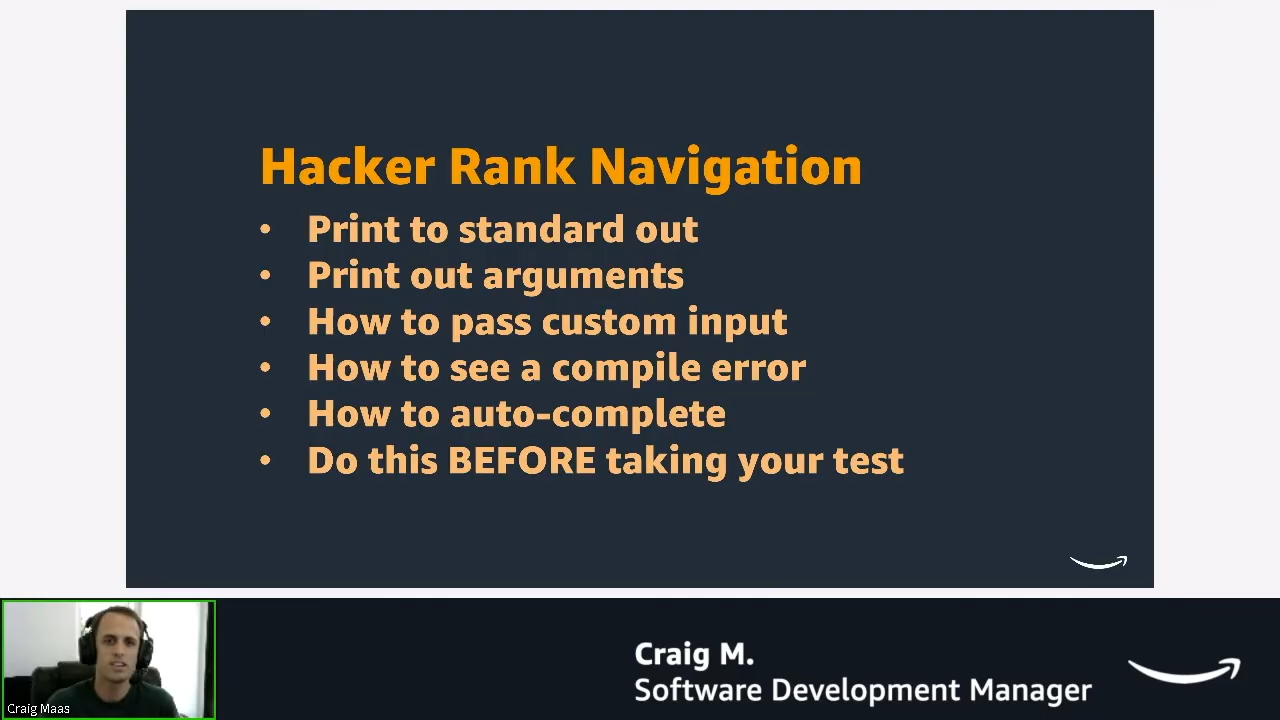 Hacker Rank Navigation
• Print to standard out
• Print out arguments
• How to pass custom input
• How to see a compile error
• How to auto-complete
• Do this BEFORE taking your test
Craig M.
Software Development Manager
Craig Maas